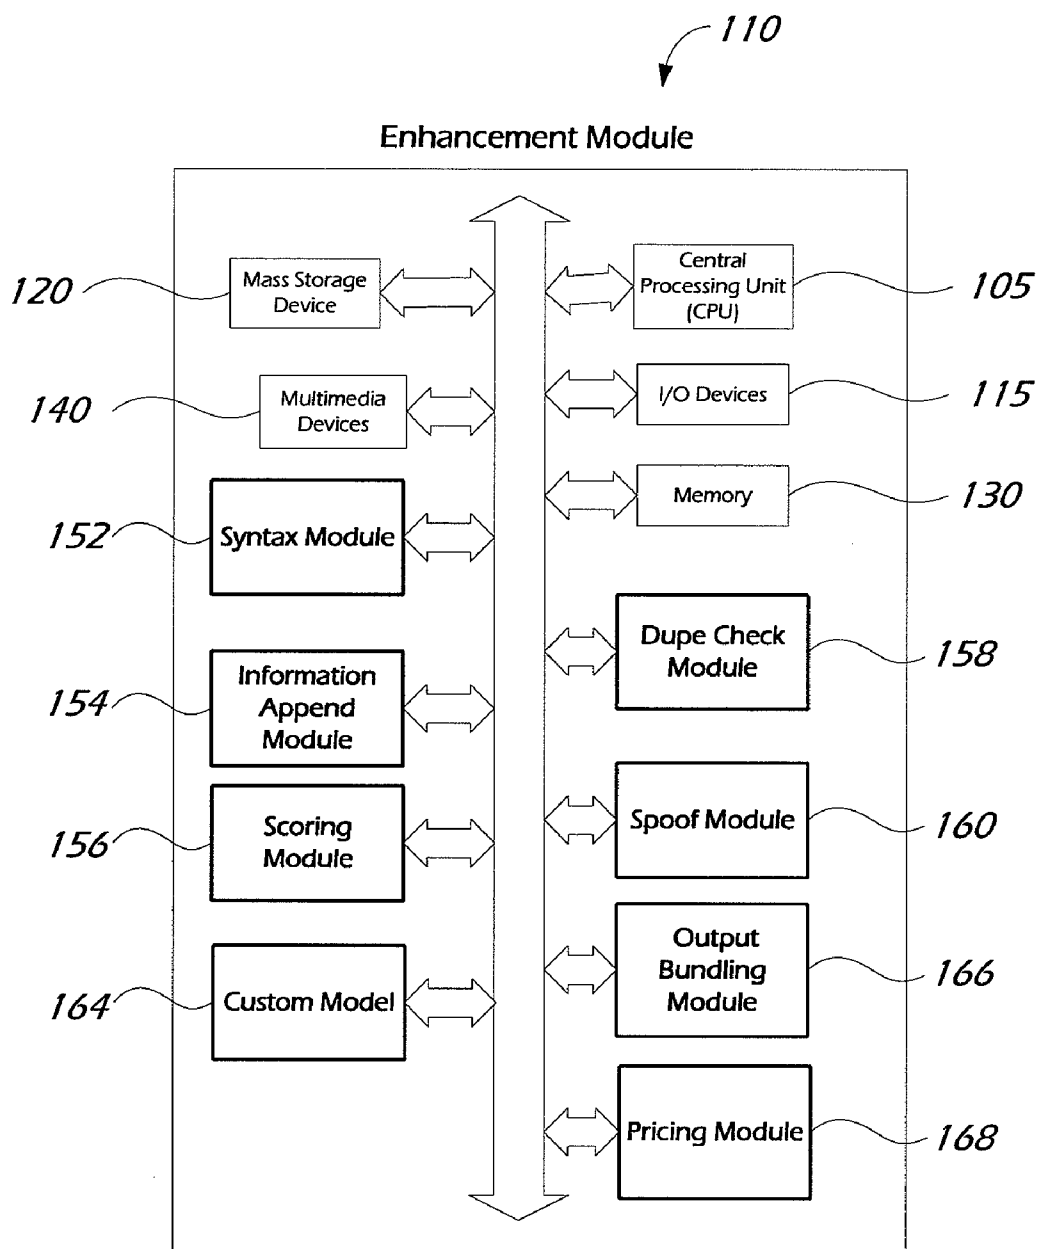 110
Enhancement Module
120
Mass Storage
Device
Central
Processing Unit
(CPU)
105
140
Multimedia
Devices
I/O Devices
115
152
Syntax Module
Memory
130
154
Information
Append
Module
Dupe Check
Module
158
156
Scoring
Module
Spoof Module
160
164
Custom Model
Output
Bundling
Module
166
Pricing Module
168